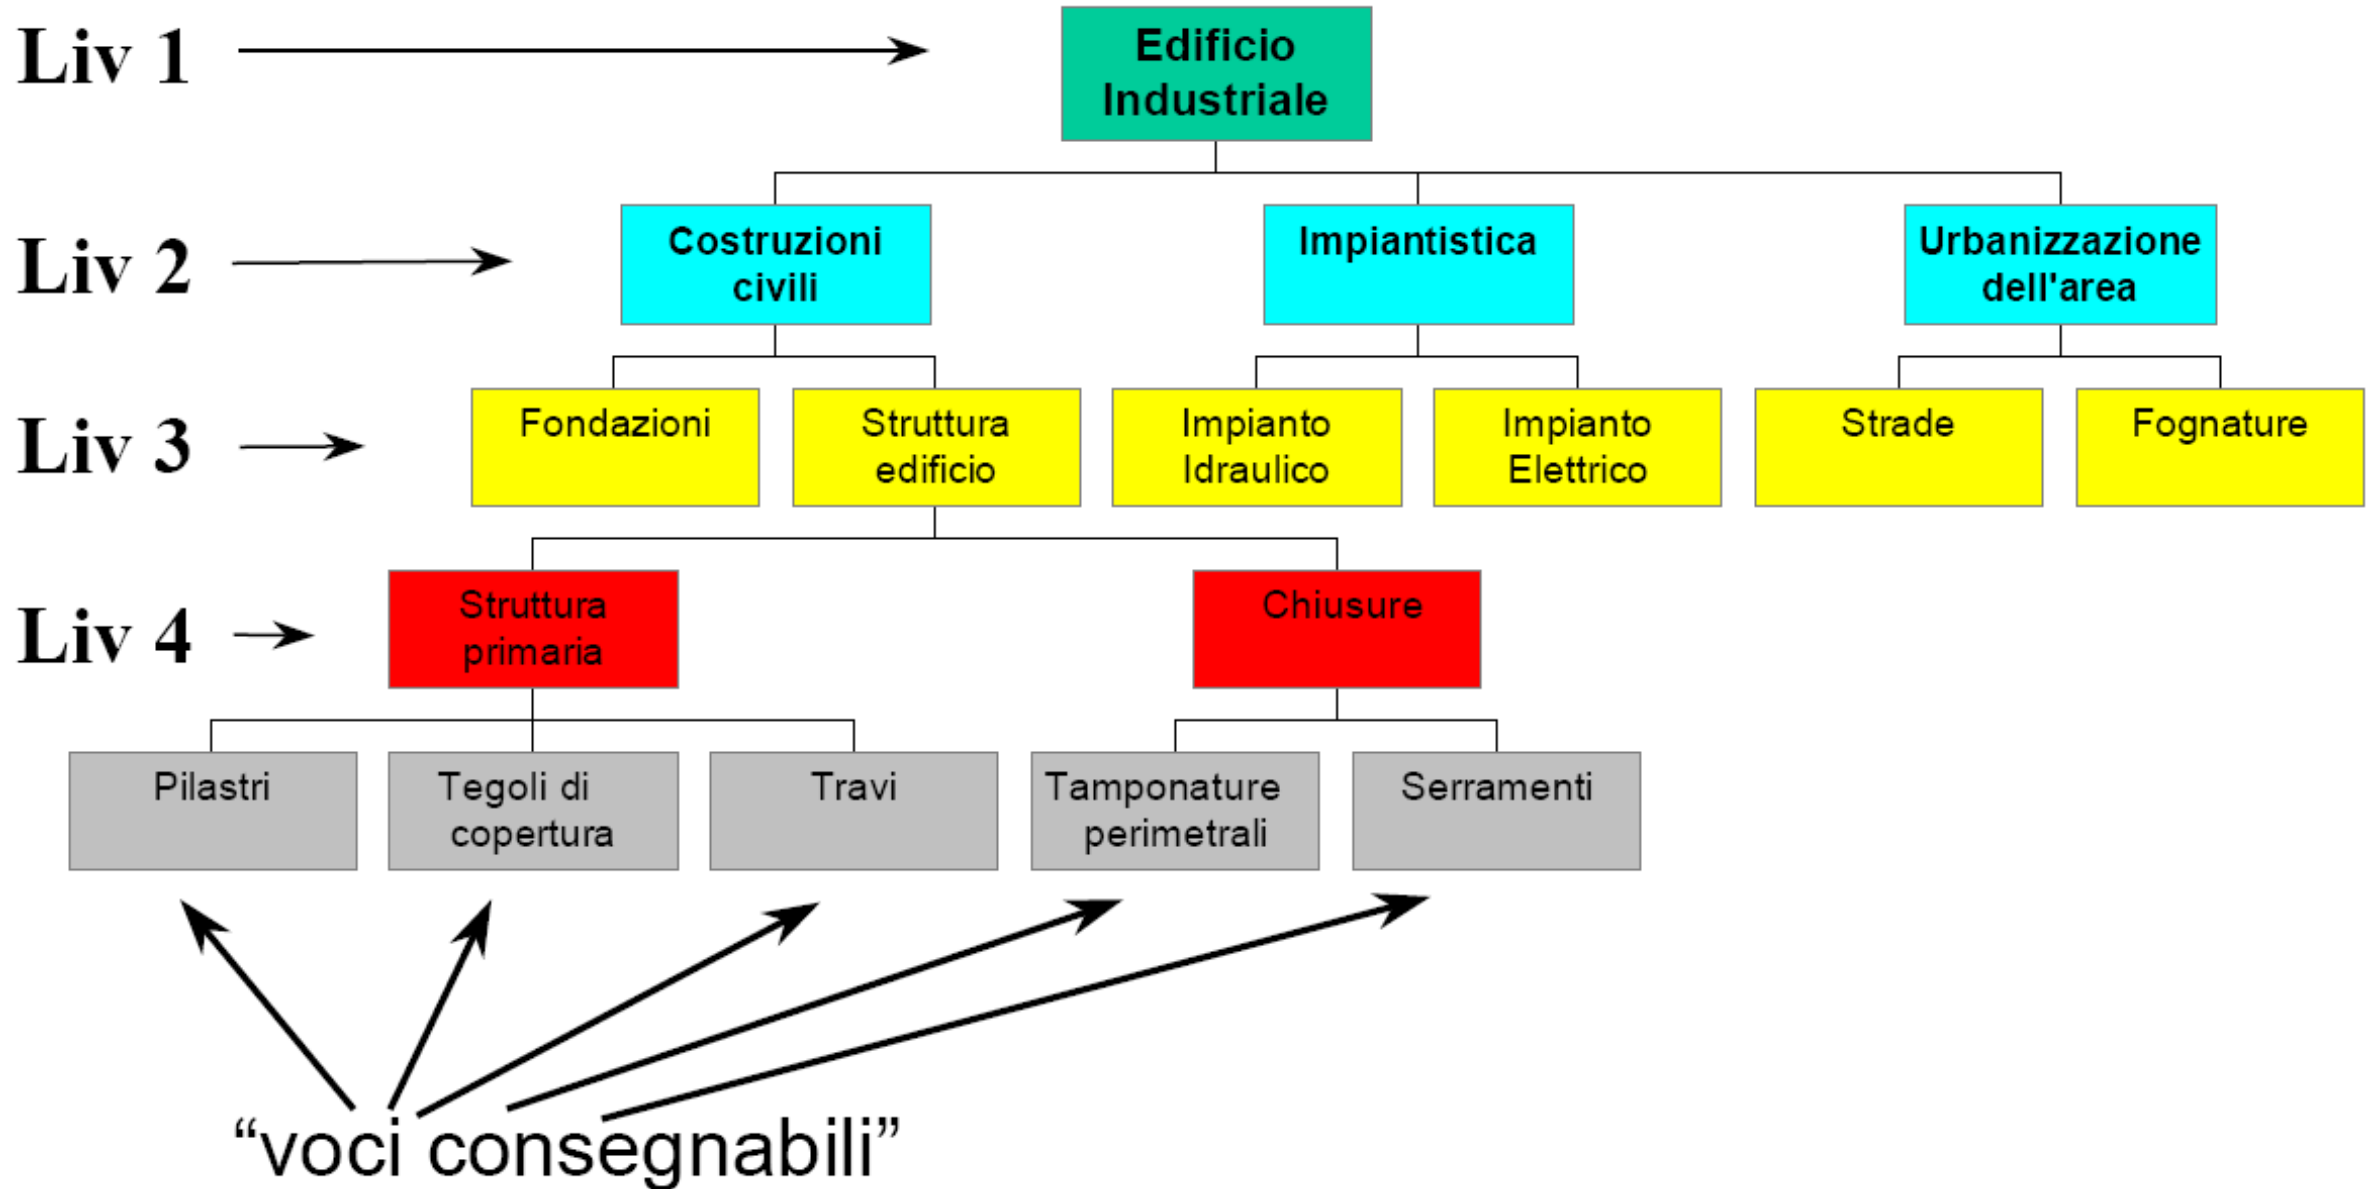 Liv 1
Edificio
Industriale
Liv 2
Costruzioni
civili
Impiantistica
Urbanizzazione
dell'area
Liv 3
Fondazioni
Struttura
edificio
Impianto
Idraulico
Impianto
Elettrico
Strade
Fognature
Liv 4
Struttura
primaria
Chiusure
Pilastri
Tegoli di
copertura
Travi
Tamponature
perimetrali
Serramenti
“voci consegnabili”